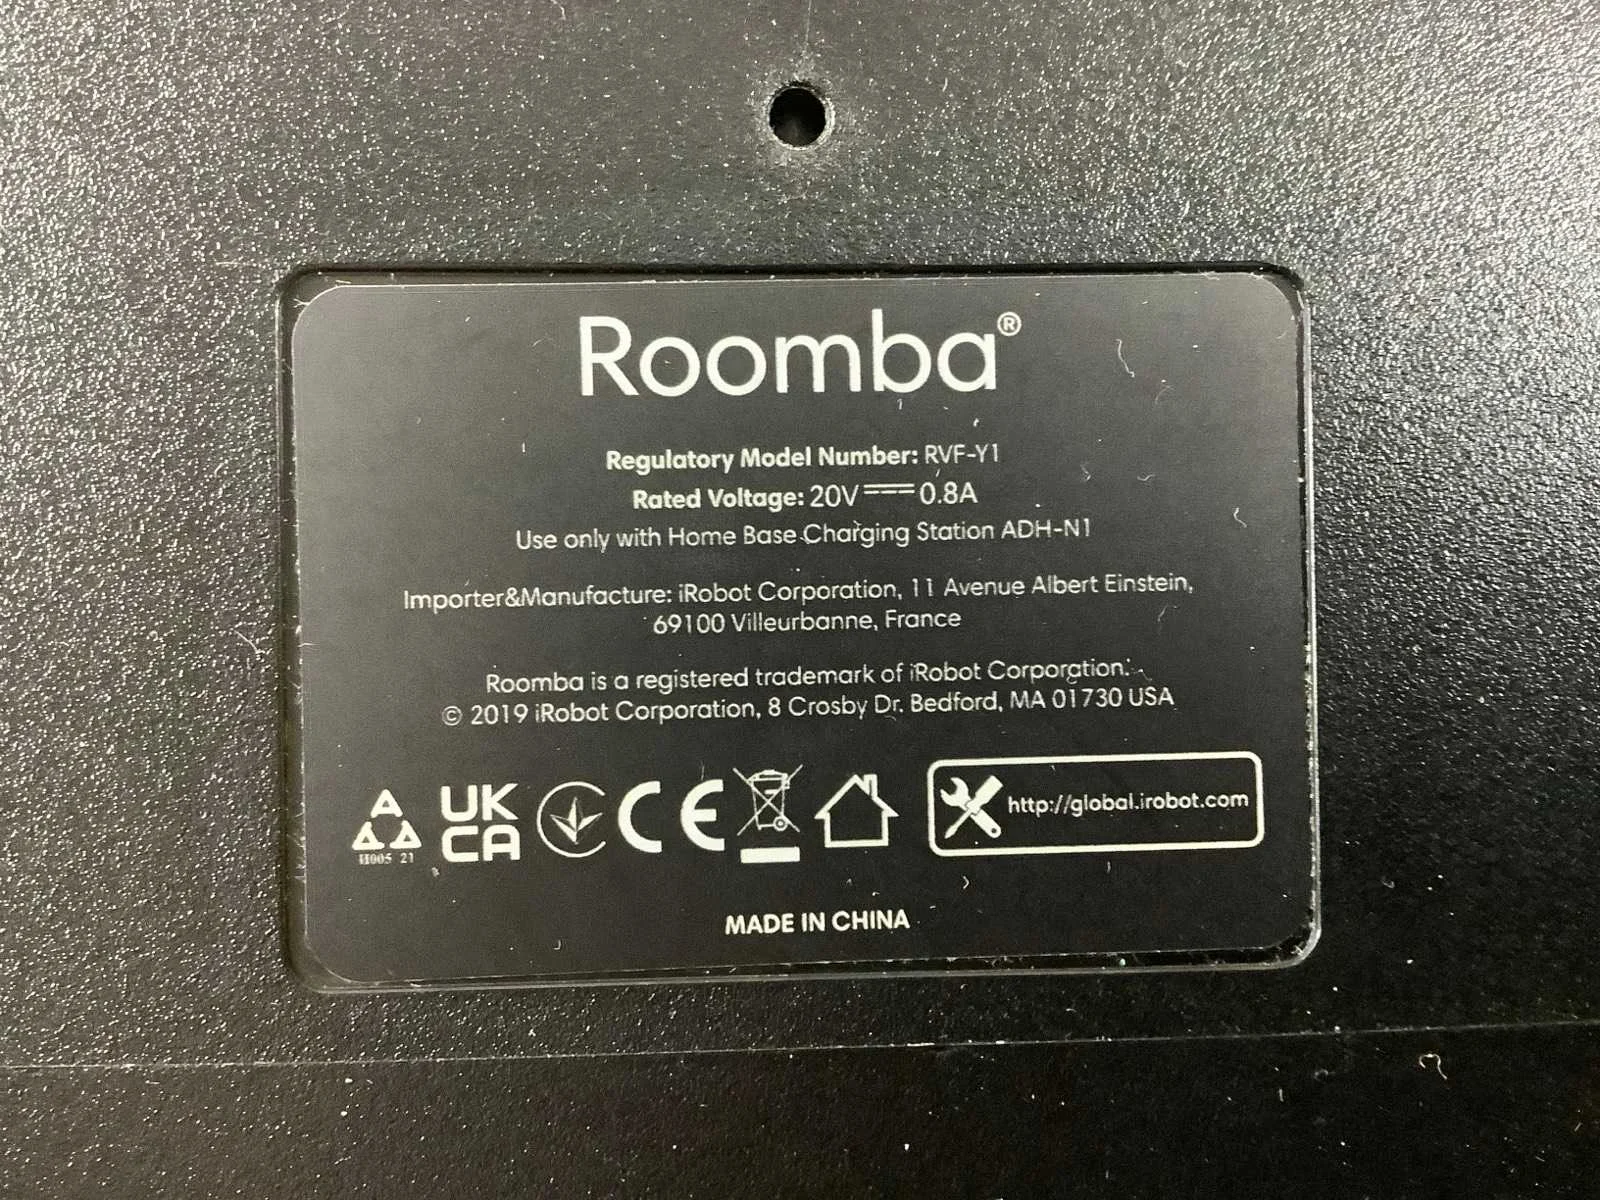 Roomba®
Regulatory Model Number: RVF-Y1
Rated Voltage: 20V⎓0.8A
Use only with Home Base Charging Station ADH-N1
Importer&Manufacture: iRobot Corporation, 11 Avenue Albert Einstein,
69100 Villeurbanne, France
Roomba is a registered trademark of iRobot Corporation.
© 2019 iRobot Corporation, 8 Crosby Dr. Bedford, MA 01730 USA
A
H005 21
UK
CA
CE
http://global.irobot.com
MADE IN CHINA